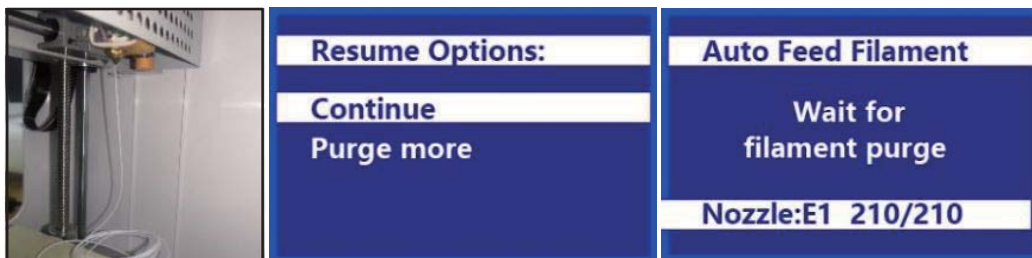 Resume Options:
Continue
Purge more
Auto Feed Filament
Wait for
filament purge
Nozzle:E1 210/210